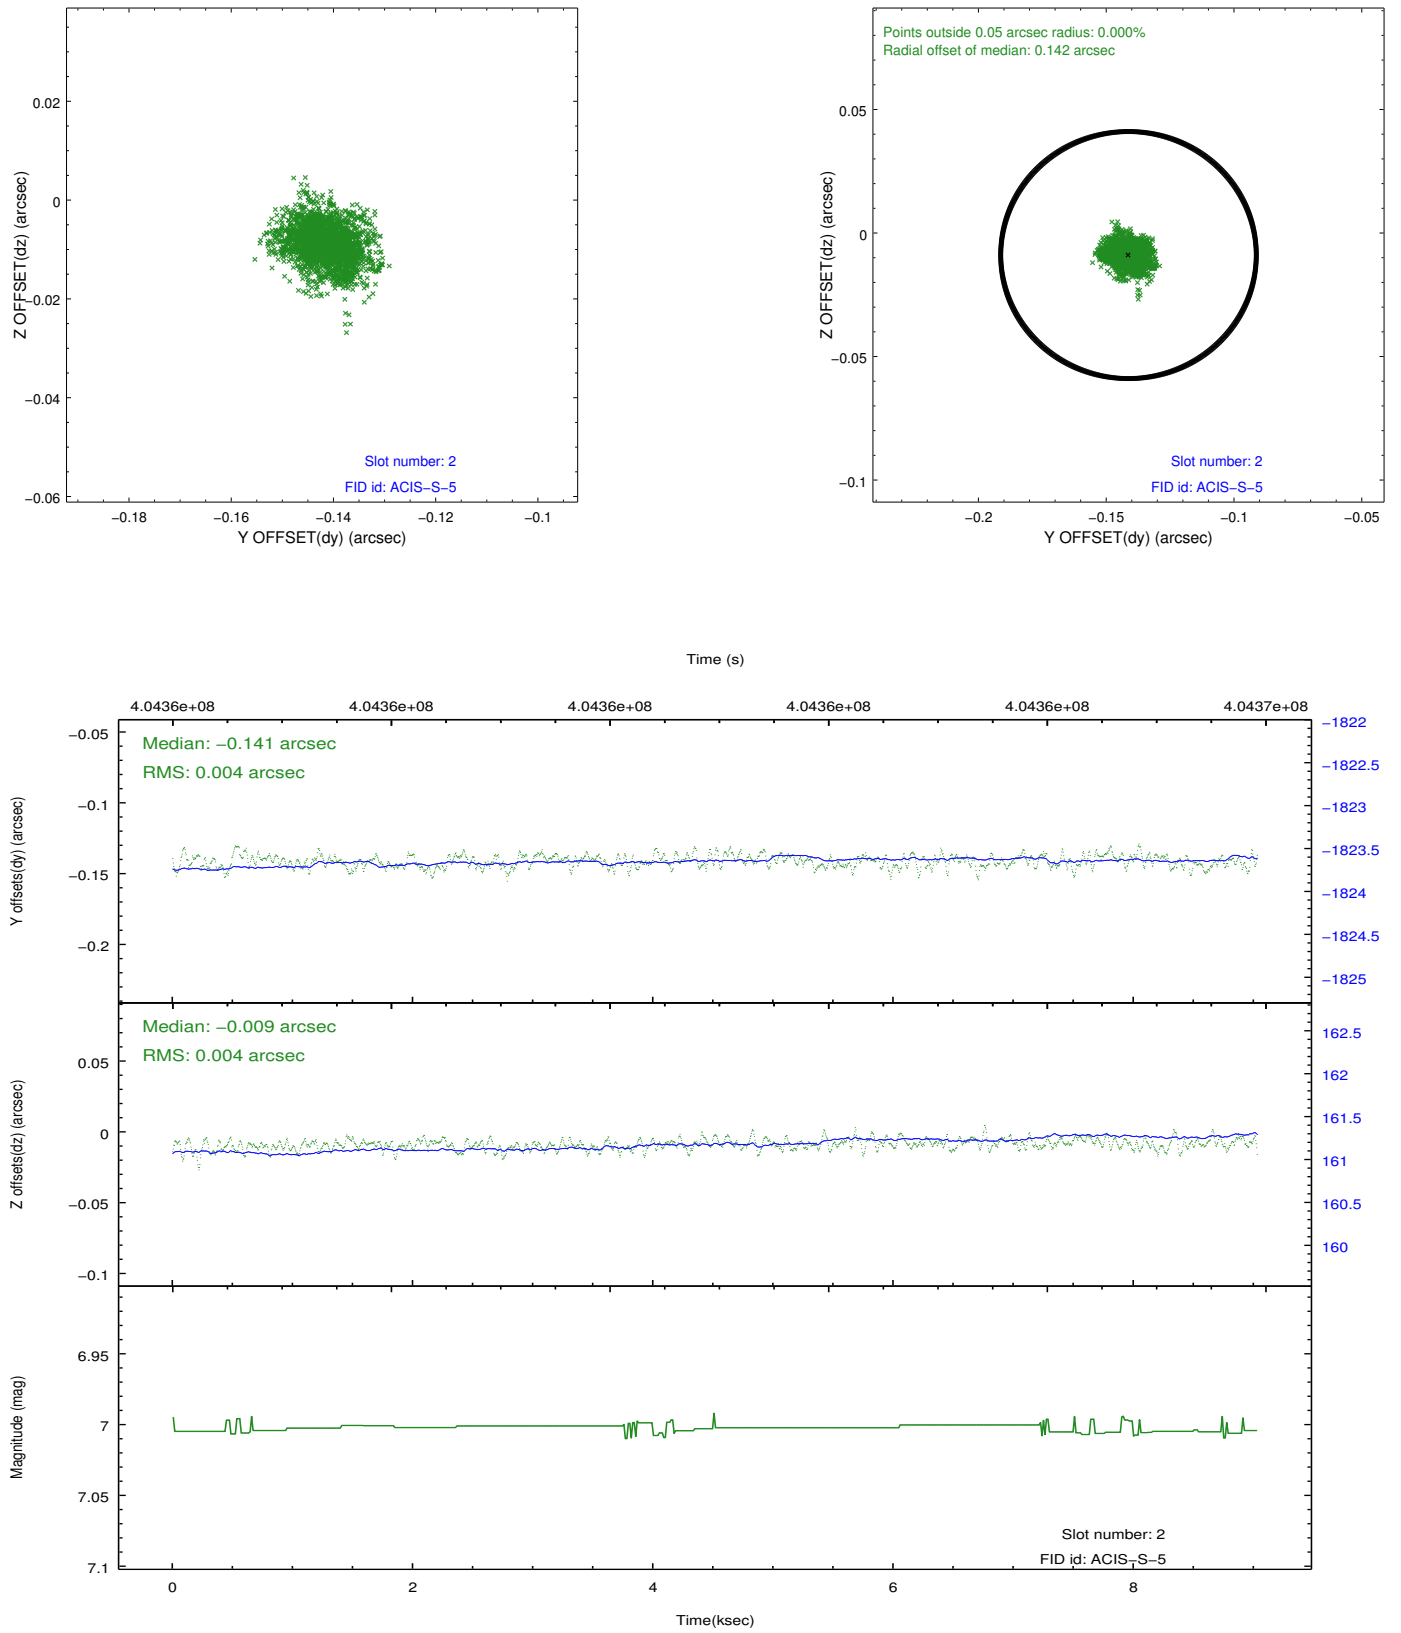 0.02
0
−0.02
−0.04
−0.06
Z OFFSET(dz) (arcsec)
Slot number: 2
FID id: ACIS−S−5
−0.18 −0.16 −0.14 −0.12 −0.1
Y OFFSET(dy) (arcsec)
Points outside 0.05 arcsec radius: 0.000%
Radial offset of median: 0.142 arcsec
0.05
0
−0.05
−0.1
Z OFFSET(dz) (arcsec)
Slot number: 2
FID id: ACIS−S−5
−0.2 −0.15 −0.1 −0.05
Y OFFSET(dy) (arcsec)
Time (s)
4.0436e+08 4.0436e+08 4.0436e+08 4.0436e+08 4.0436e+08 4.0437e+08
Median: −0.141 arcsec
RMS: 0.004 arcsec
−0.05
−0.1
−0.15
−0.2
Y offsets(dy) (arcsec)
−1822
−1822.5
−1823
−1823.5
−1824
−1824.5
−1825
Median: −0.009 arcsec
RMS: 0.004 arcsec
0.05
0
−0.05
−0.1
Z offsets(dz) (arcsec)
162.5
162
161.5
161
160.5
160
6.95
7
7.05
7.1
Magnitude (mag)
Slot number: 2
FID id: ACIS−S−5
0 2 4 6 8
Time(ksec)